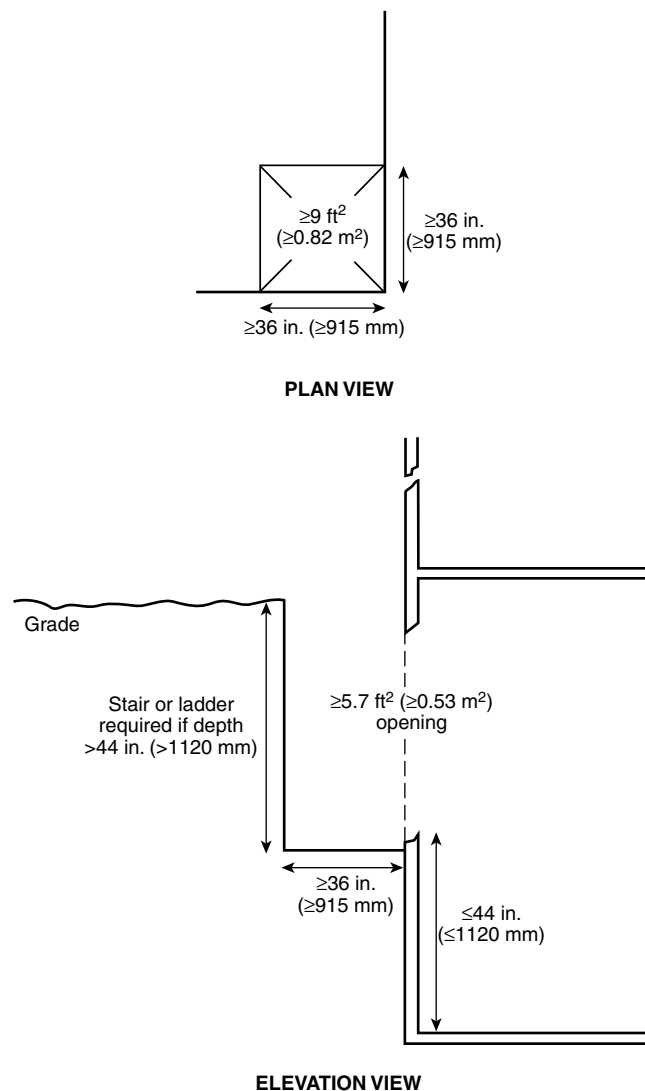 ≥9 ft²
(≥0.82 m²)
≥36 in.
(≥915 mm)
≥36 in. (≥915 mm)
PLAN VIEW
Grade
Stair or ladder
required if depth
>44 in. (>1120 mm)
≥5.7 ft² (≥0.53 m²)
opening
≥36 in.
(≥915 mm)
≤44 in.
(≤1120 mm)
ELEVATION VIEW